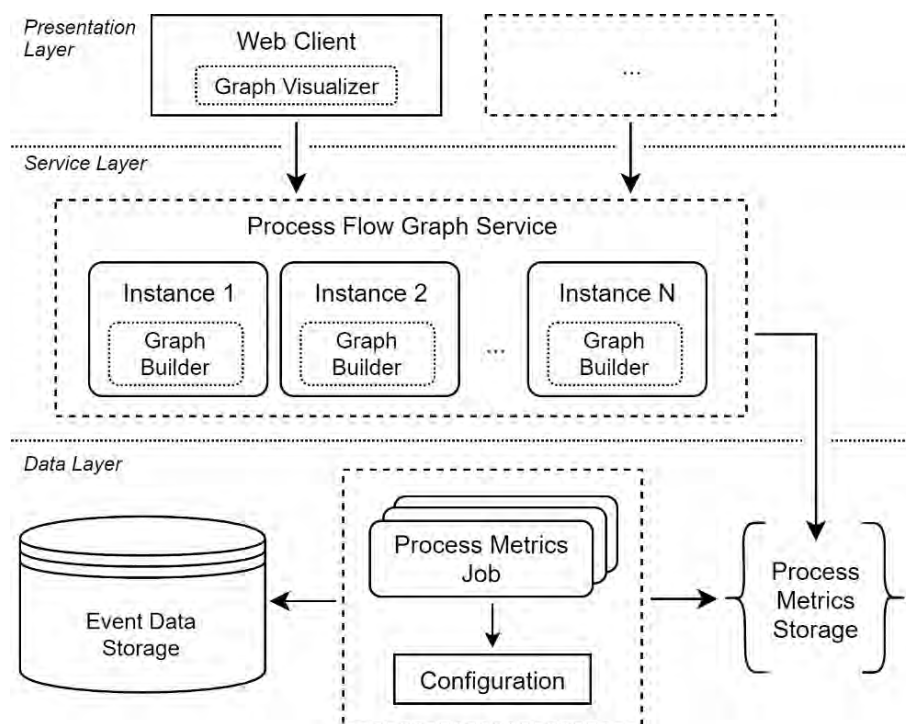 Presentation
Layer
Web Client
Graph Visualizer
...
Service Layer
Process Flow Graph Service
Instance 1
Graph
Builder
Instance 2
Graph
Builder
...
Instance N
Graph
Builder
Data Layer
Event Data
Storage
Process Metrics
Job
Configuration
Process
Metrics
Storage